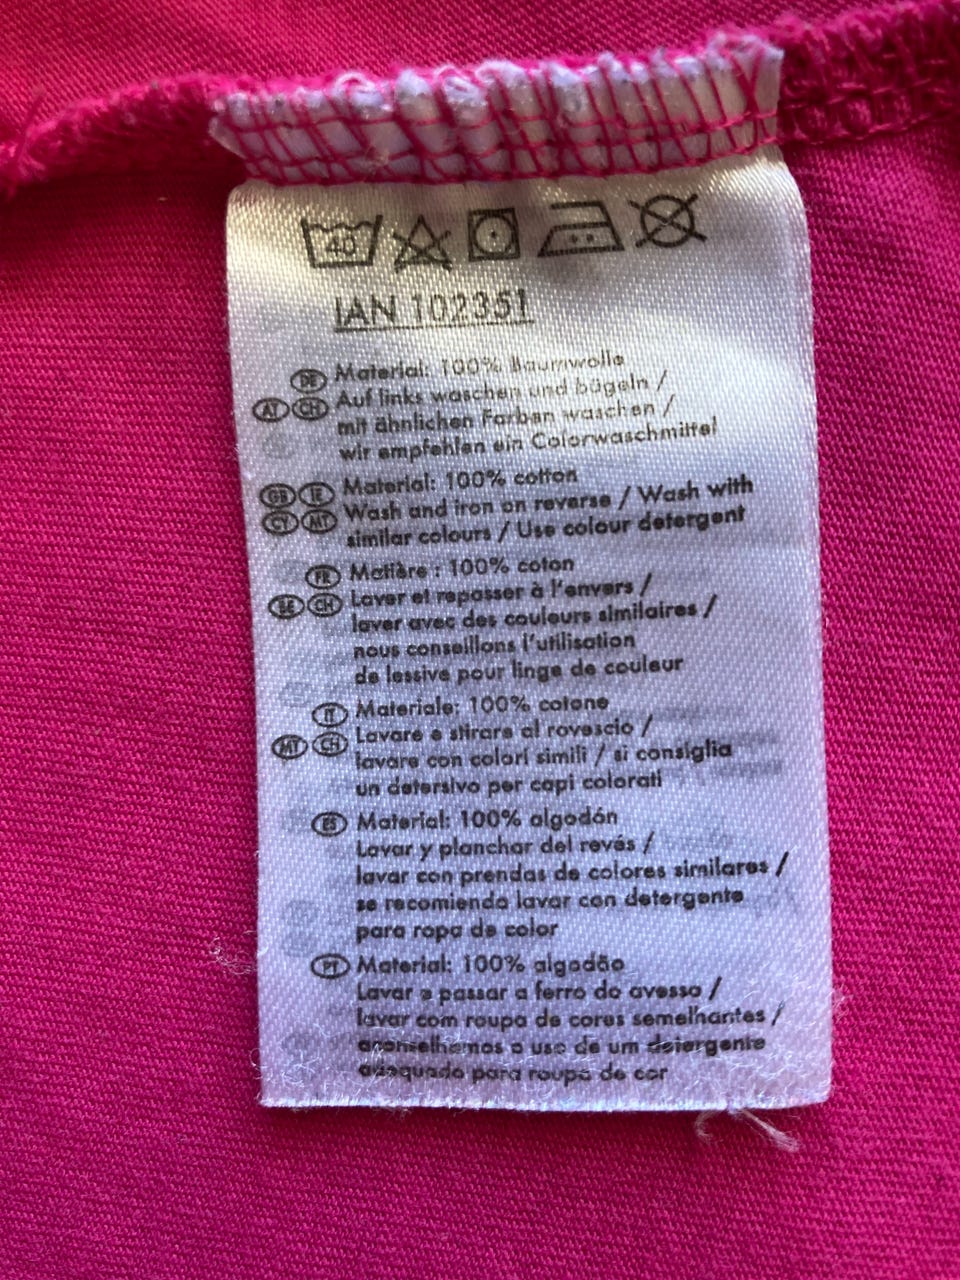 40
IAN 102351
DE Material: 100% Baumwolle
AT CH Auf links waschen und bügeln /
mit ähnlichen Farben waschen /
wir empfehlen ein Colorwaschmittel
GB IE Material: 100% cotton
CY MT Wash and iron on reverse / Wash with
similar colours / Use colour detergent
FR Matière : 100% coton
BE CH Laver et repasser à l'envers /
laver avec des couleurs similaires /
nous conseillons l'utilisation
de lessive pour linge de couleur
IT Materiale: 100% cotone
MT CH Lavare e stirare al rovescio /
lavare con colori simili / si consiglia
un detersivo per capi colorati
ES Material: 100% algodón
Lavar y planchar del revés /
lavar con prendas de colores similares /
se recomienda lavar con detergente
para ropa de color
PT Material: 100% algodão
Lavar e passar a ferro do avesso /
lavar com roupa de cores semelhantes /
aconselhamos o uso de um detergente
adequado para roupa de cor